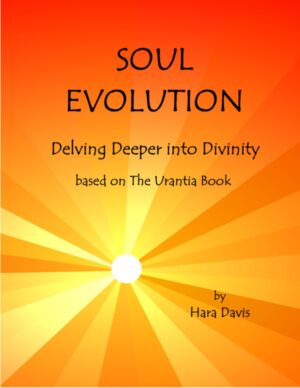 SOUL
EVOLUTION
Delving Deeper into Divinity
based on The Urantia Book
by
Hara Davis